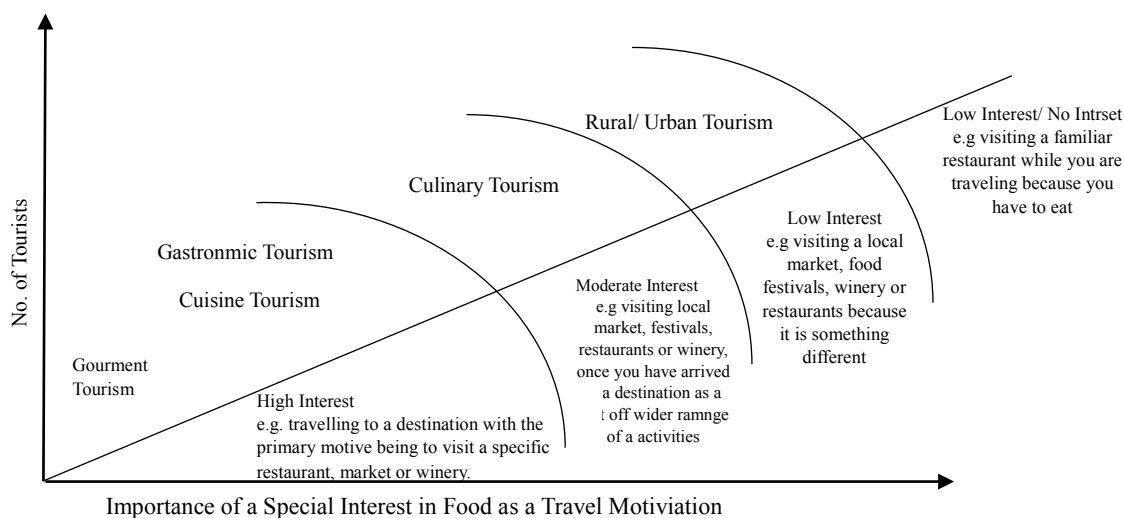 No. of Tourists
Gourment
Tourism
Gastronmic Tourism
Cuisine Tourism
Culinary Tourism
Rural/ Urban Tourism
High Interest
e.g. travelling to a destination with the
primary motive being to visit a specific
restaurant, market or winery.
Moderate Interest
e.g visiting local
market, festivals,
restaurants or winery,
once you have arrived
a destination as a
t off wider ramnge
of a activities
Low Interest
e.g visiting a local
market, food
festivals, winery or
restaurants because
it is something
different
Low Interest/ No Intrset
e.g visiting a familiar
restaurant while you are
traveling because you
have to eat
Importance of a Special Interest in Food as a Travel Motiviation